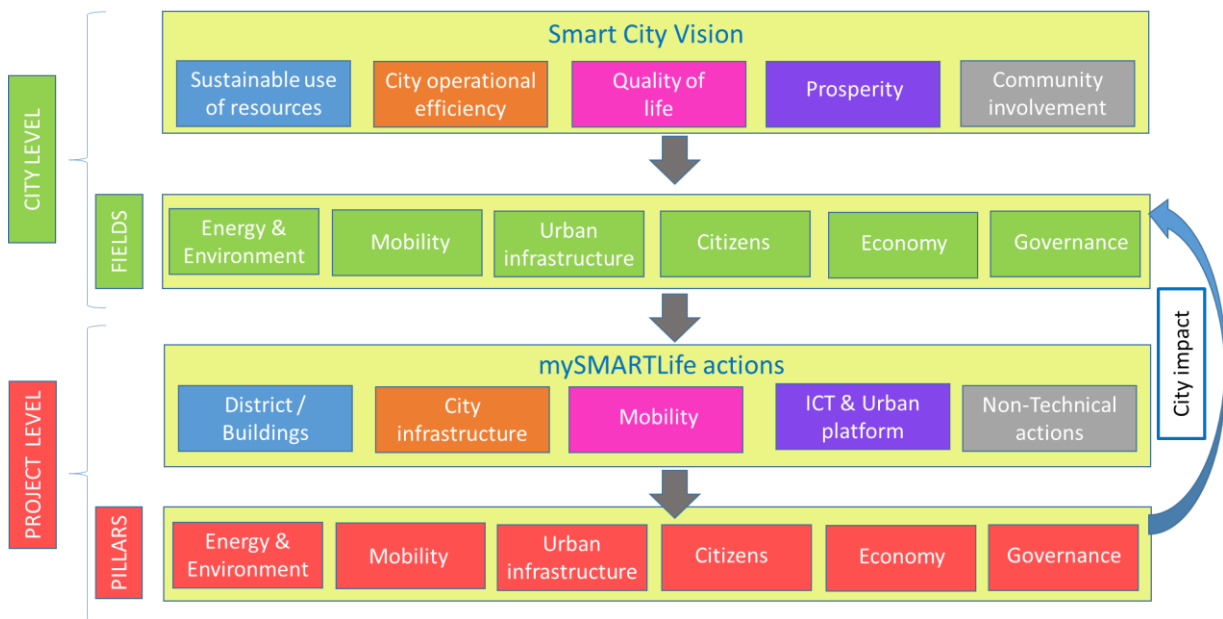 CITY LEVEL
Smart City Vision
Sustainable use
of resources
City operational
efficiency
Quality of
life
Prosperity
Community
involvement
FIELDS
Energy &
Environment
Mobility
Urban
infrastructure
Citizens
Economy
Governance
City impact
PROJECT LEVEL
mySMARTLife actions
District /
Buildings
City
infrastructure
Mobility
ICT & Urban
platform
Non-Technical
actions
PILLARS
Energy &
Environment
Mobility
Urban
infrastructure
Citizens
Economy
Governance